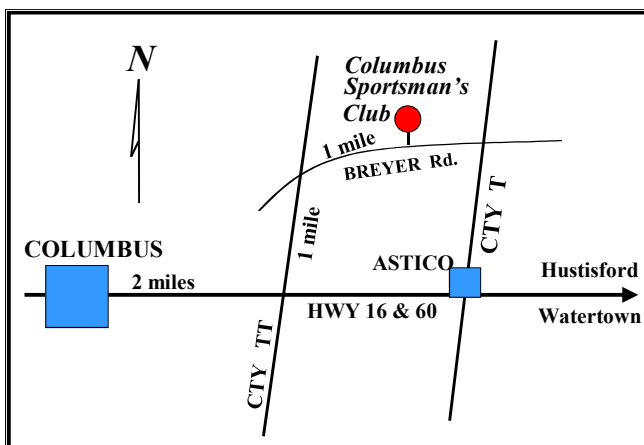 N
Columbus
Sportsman's
Club
1 mile
BREYER Rd.
1 mile
CTY T
COLUMBUS
2 miles
ASTICO
Hustisford
HWY 16 & 60
Watertown
CTY TT